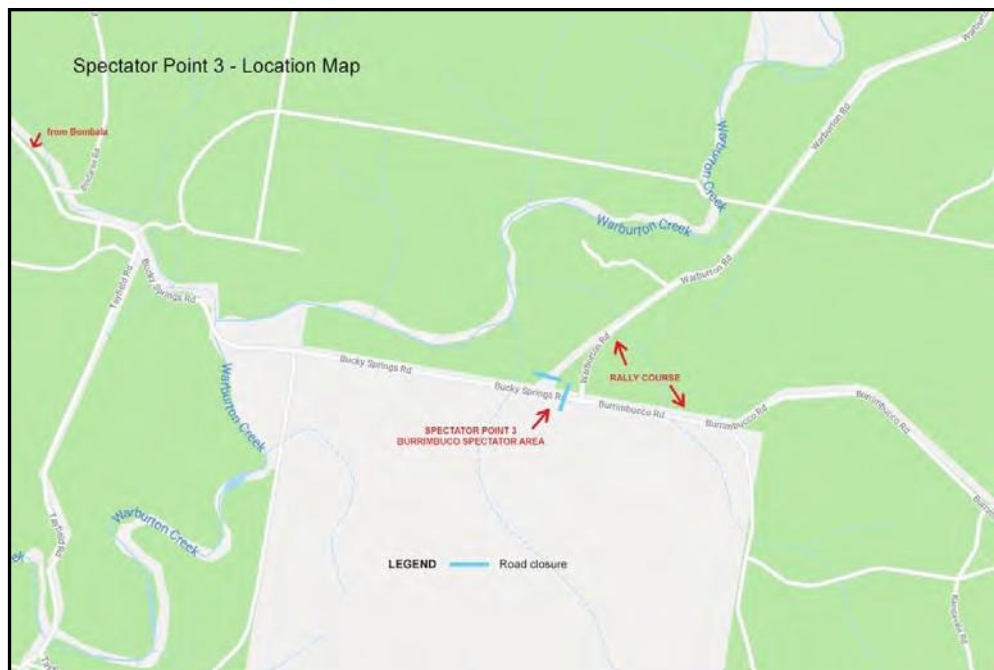 Spectator Point 3 - Location Map
from Bombala
Warburton Rd
Warburton Rd
Warburton Creek
Warburton Creek
Bucky Springs Rd
Tayfield Rd
Warburton Rd
Warburton Rd
Bucky Springs Rd
RALLY COURSE
Bucky Springs R
Burrimbucco Rd
Burrimbucco Rd
Burrimbucco Rd
SPECTATOR POINT 3
BURRIMBUCO SPECTATOR AREA
Warburton Creek
Warburton Creek
Tayfield Rd
LEGEND
Road closure